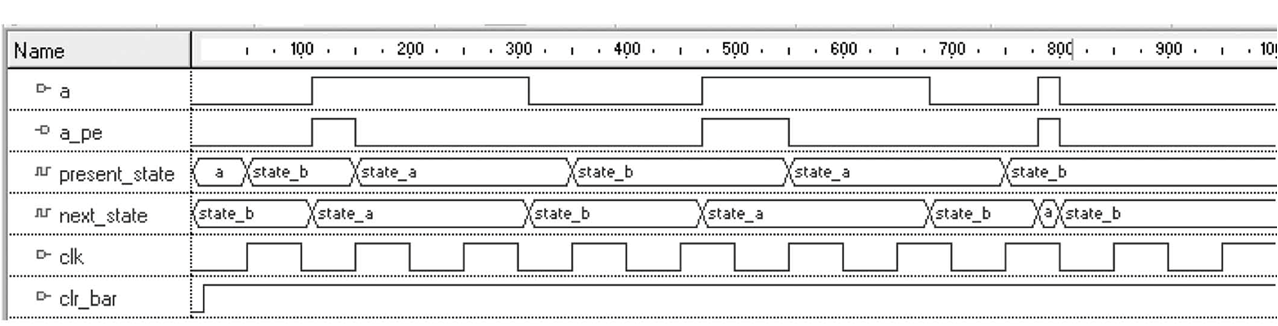 Name 100 200 300 400 500 600 700 800 900 10
a
a_pe
present_state a state_b state_a state_b state_a state_b
next_state state_b state_a state_b state_a state_b a state_b
clk
clr_bar